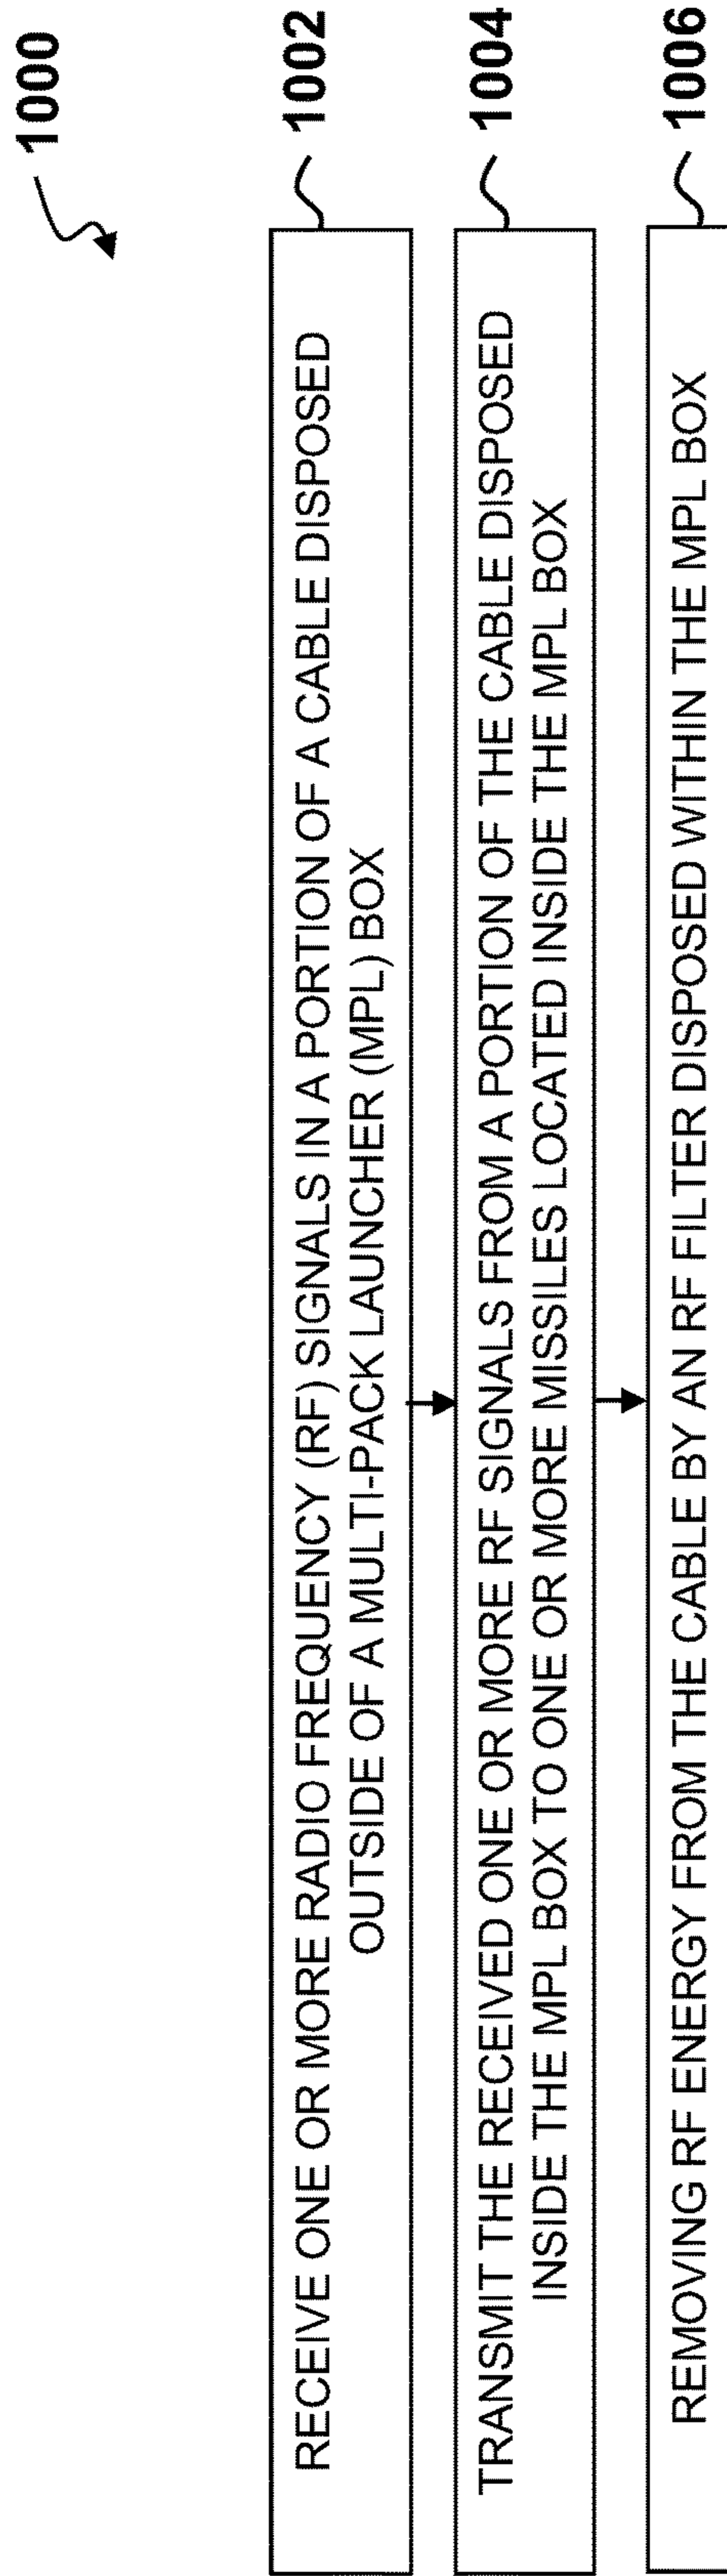 1000
RECEIVE ONE OR MORE RADIO FREQUENCY (RF) SIGNALS IN A PORTION OF A CABLE DISPOSED
OUTSIDE OF A MULTI-PACK LAUNCHER (MPL) BOX
1002
TRANSMIT THE RECEIVED ONE OR MORE RF SIGNALS FROM A PORTION OF THE CABLE DISPOSED
INSIDE THE MPL BOX TO ONE OR MORE MISSILES LOCATED INSIDE THE MPL BOX
1004
REMOVING RF ENERGY FROM THE CABLE BY AN RF FILTER DISPOSED WITHIN THE MPL BOX
1006